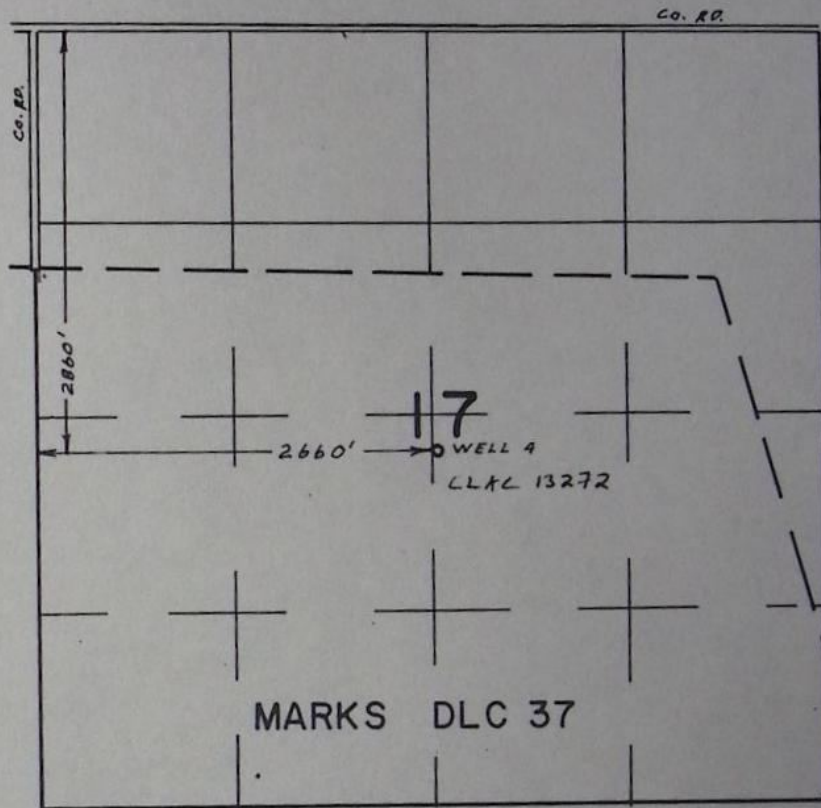 CO. RD.
CO. RD.
2860'
17
2660'
WELL 4
CLAC 13272
MARKS DLC 37